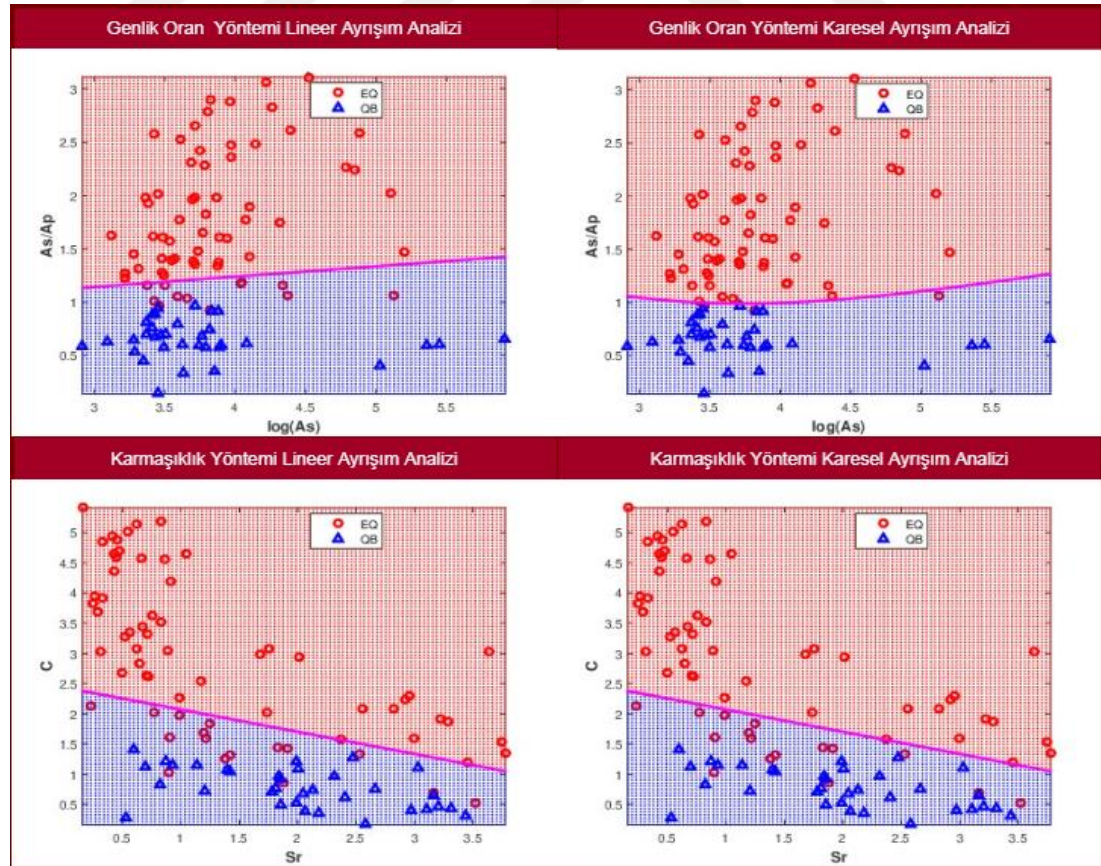 Genlik Oran Yöntemi Lineer Ayrışım Analizi
Genlik Oran Yöntemi Karesel Ayrışım Analizi
EQ
QB
As/Ap
3
2.5
2
1.5
1
0.5
3
3.5
4
4.5
5
5.5
log(As)
EQ
QB
As/Ap
3
2.5
2
1.5
1
0.5
3
3.5
4
4.5
5
5.5
log(As)
Karmaşıklık Yöntemi Lineer Ayrışım Analizi
Karmaşıklık Yöntemi Karesel Ayrışım Analizi
EQ
QB
C
5
4.5
4
3.5
3
2.5
2
1.5
1
0.5
0.5
1
1.5
2
2.5
3
3.5
Sr
EQ
QB
C
5
4.5
4
3.5
3
2.5
2
1.5
1
0.5
0.5
1
1.5
2
2.5
3
3.5
Sr